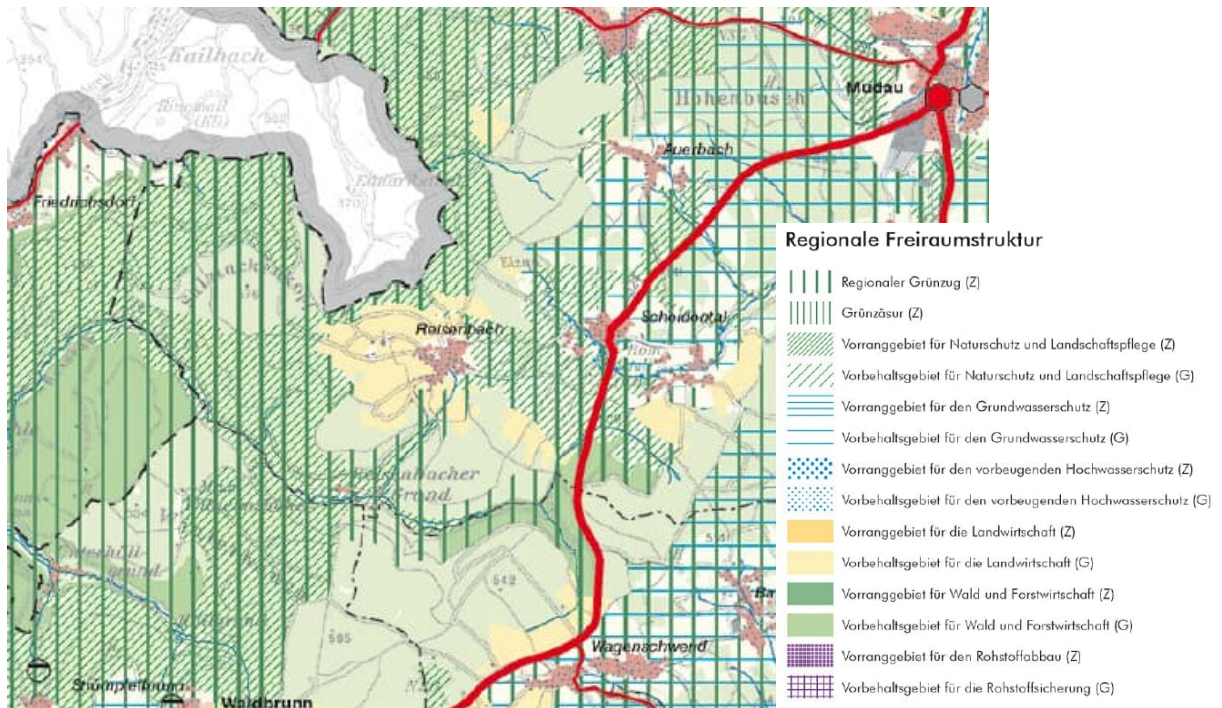 Kailbach
354
Mudau
Hohenbusch
Auerbach
Friedrichsdorf
Reisenbach
Scheidental
Reisenbacher
Grund
542
595
Wagenschwend
Waldbrunn
Regionale Freiraumstruktur
Regionaler Grünzug (Z)
Grünzäsur (Z)
Vorranggebiet für Naturschutz und Landschaftspflege (Z)
Vorbehaltsgebiet für Naturschutz und Landschaftspflege (G)
Vorranggebiet für den Grundwasserschutz (Z)
Vorbehaltsgebiet für den Grundwasserschutz (G)
Vorranggebiet für den vorbeugenden Hochwasserschutz (Z)
Vorbehaltsgebiet für den vorbeugenden Hochwasserschutz (G)
Vorranggebiet für die Landwirtschaft (Z)
Vorbehaltsgebiet für die Landwirtschaft (G)
Vorranggebiet für Wald und Forstwirtschaft (Z)
Vorbehaltsgebiet für Wald und Forstwirtschaft (G)
Vorranggebiet für den Rohstoffabbau (Z)
Vorbehaltsgebiet für die Rohstoffsicherung (G)